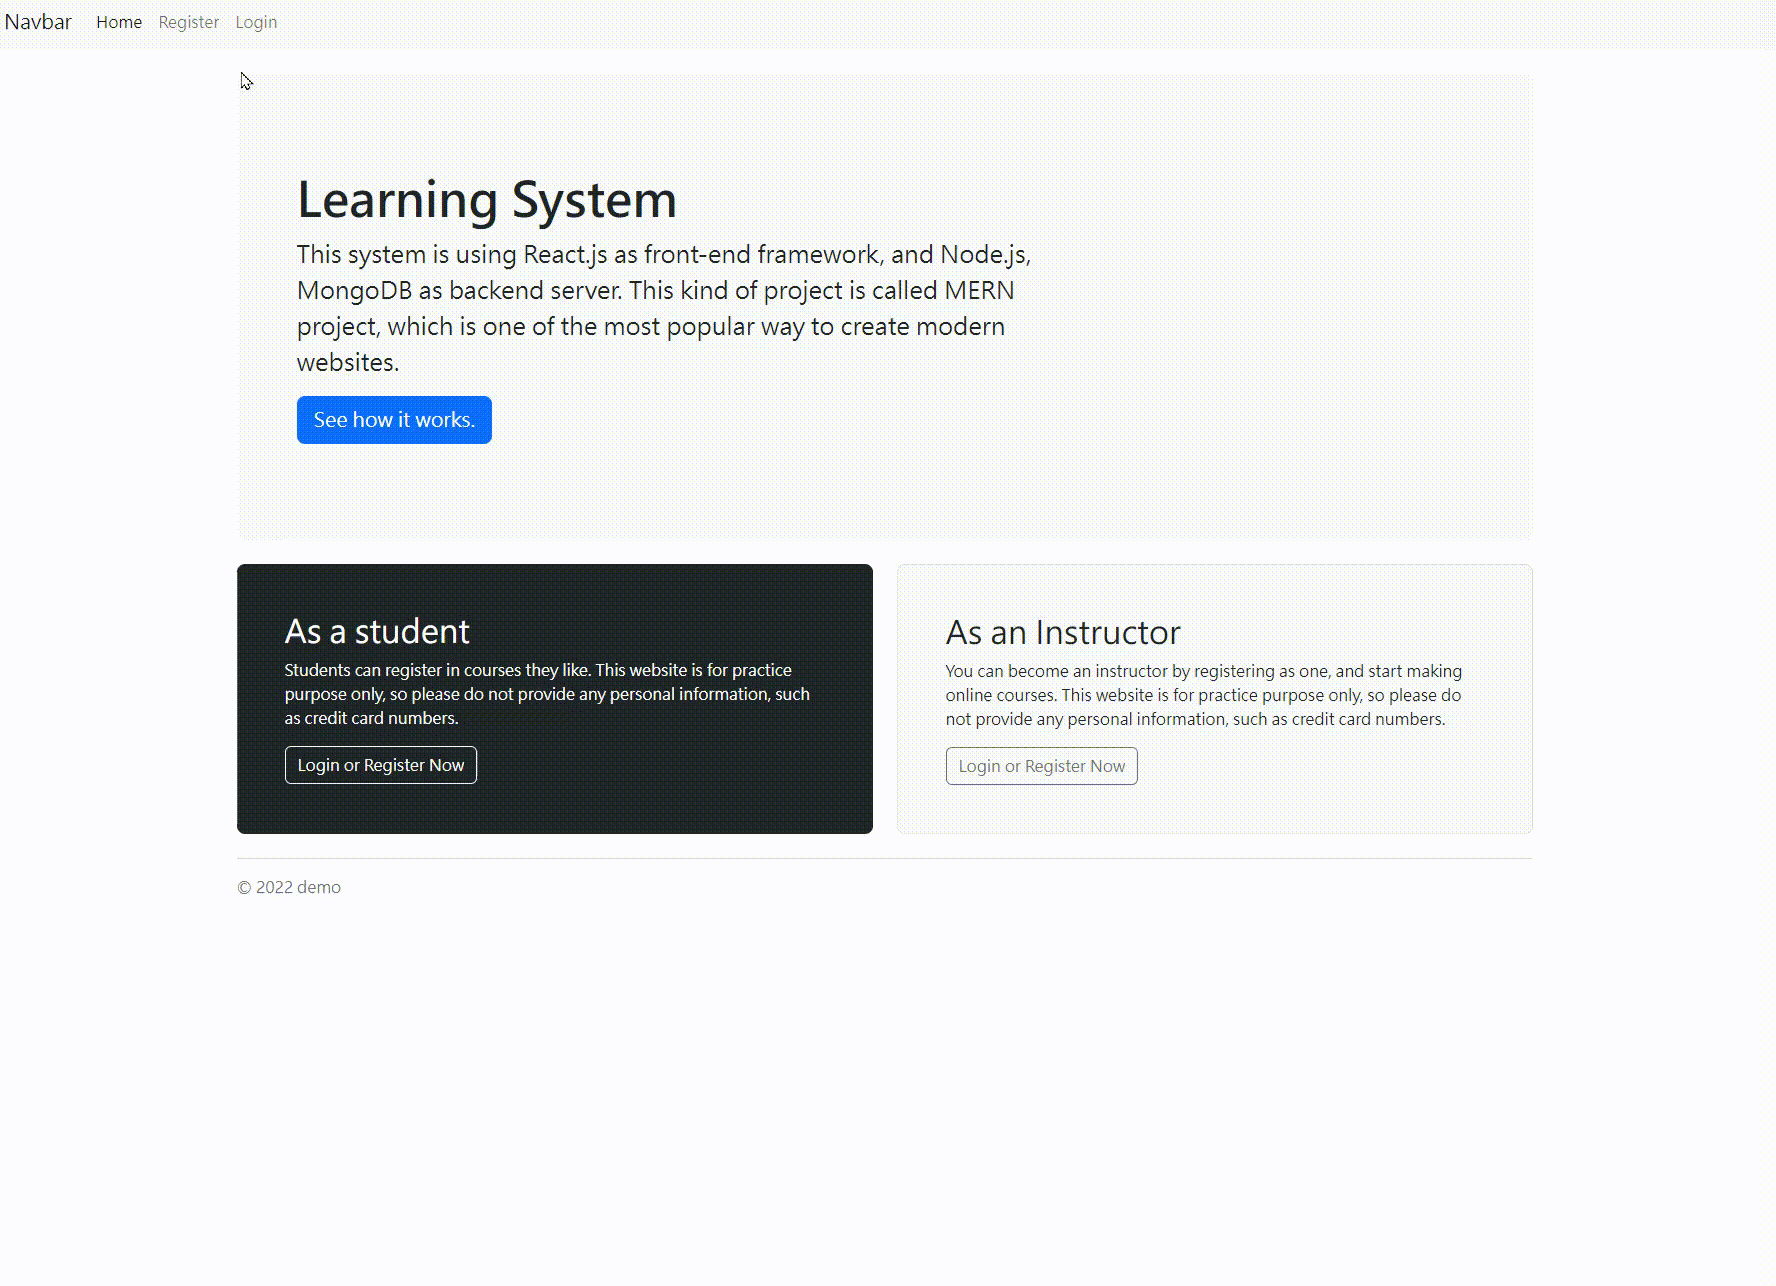 Navbar Home Register Login
Learning System
This system is using React.js as front-end framework, and Node.js,
MongoDB as backend server. This kind of project is called MERN
project, which is one of the most popular way to create modern
websites.
See how it works.
As a student
Students can register in courses they like. This website is for practice
purpose only, so please do not provide any personal information, such
as credit card numbers.
Login or Register Now
As an Instructor
You can become an instructor by registering as one, and start making
online courses. This website is for practice purpose only, so please do
not provide any personal information, such as credit card numbers.
Login or Register Now
© 2022 demo